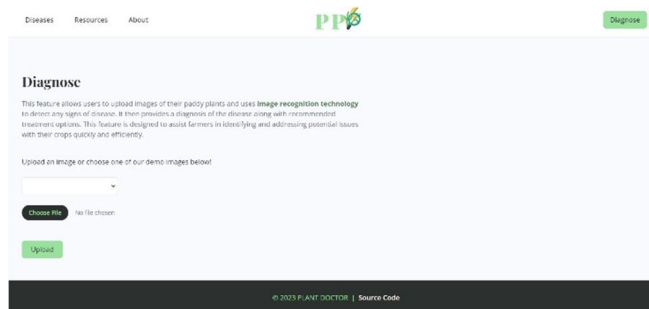 Diseases Resources About PP Diagnose
Diagnose
This feature allows users to upload images of their paddy plants and uses image recognition technology
to detect any signs of disease. It then provides a diagnosis of the disease along with recommended
treatment options. This feature is designed to assist farmers in identifying and addressing potential issues
with their crops quickly and efficiently.
Upload an image or choose one of our demo images below!
Choose File No file chosen
Upload
© 2023 PLANT DOCTOR | Source Code